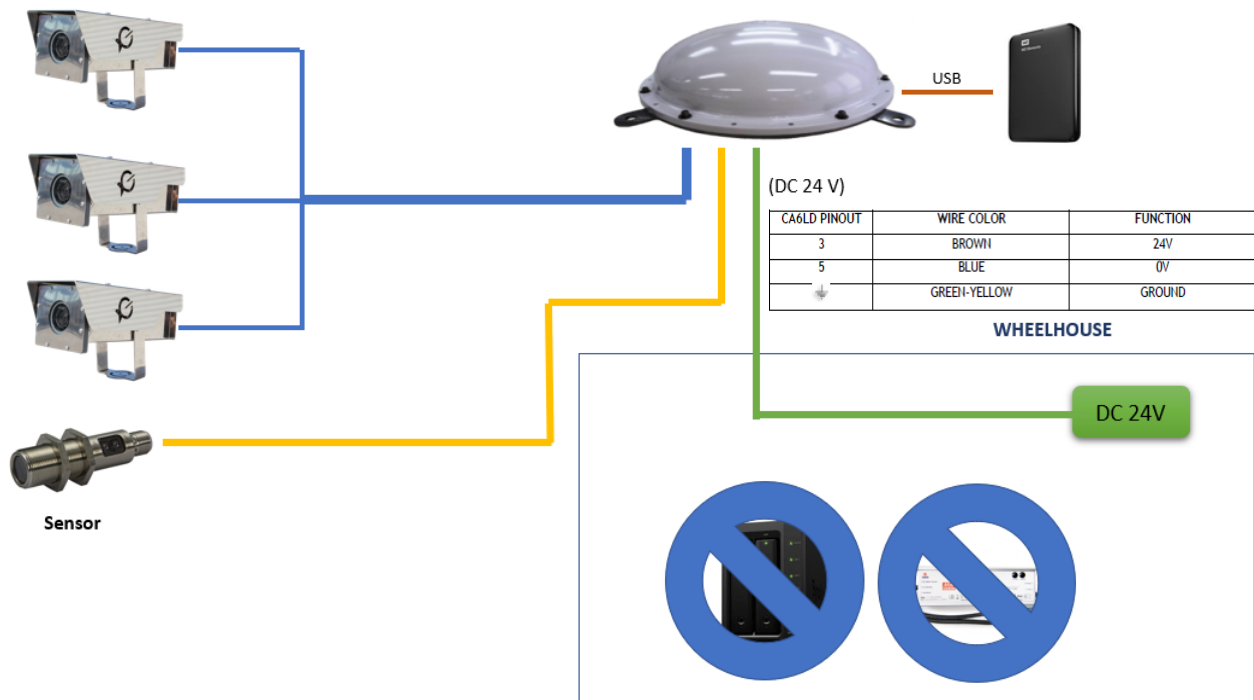 USB
(DC 24 V)
CA6LD PINOUT WIRE COLOR FUNCTION
3 BROWN 24V
5 BLUE 0V
GREEN-YELLOW GROUND
WHEELHOUSE
DC 24V
Sensor